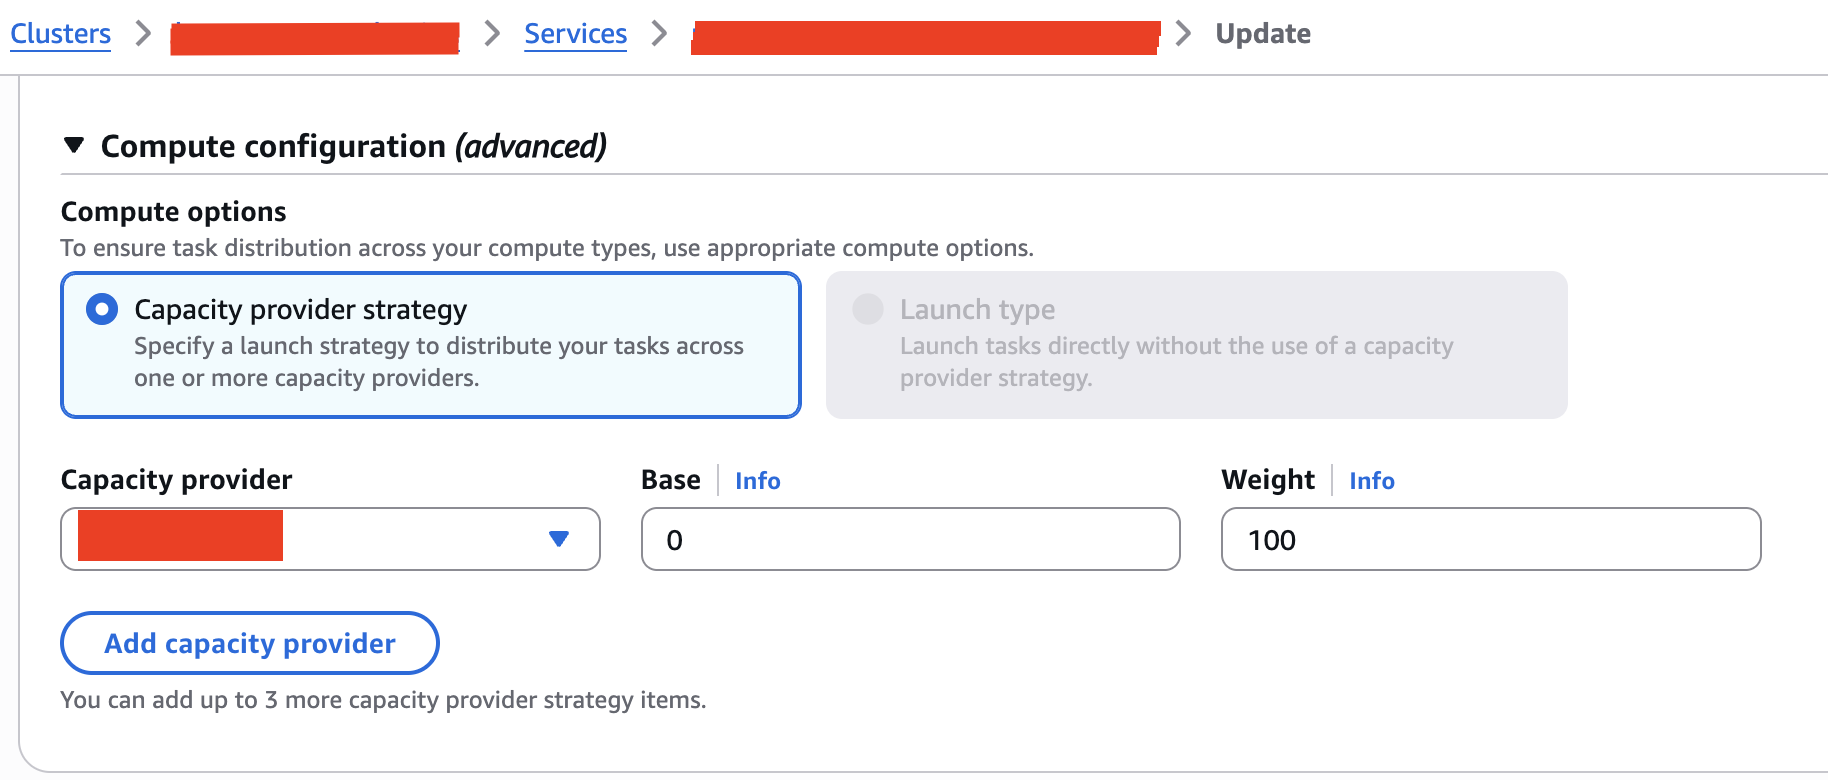 Clusters > > Services > > Update
Compute configuration (advanced)
Compute options
To ensure task distribution across your compute types, use appropriate compute options.
Capacity provider strategy
Specify a launch strategy to distribute your tasks across
one or more capacity providers.
Launch type
Launch tasks directly without the use of a capacity
provider strategy.
Capacity provider
Base Info
Weight Info
0
100
Add capacity provider
You can add up to 3 more capacity provider strategy items.